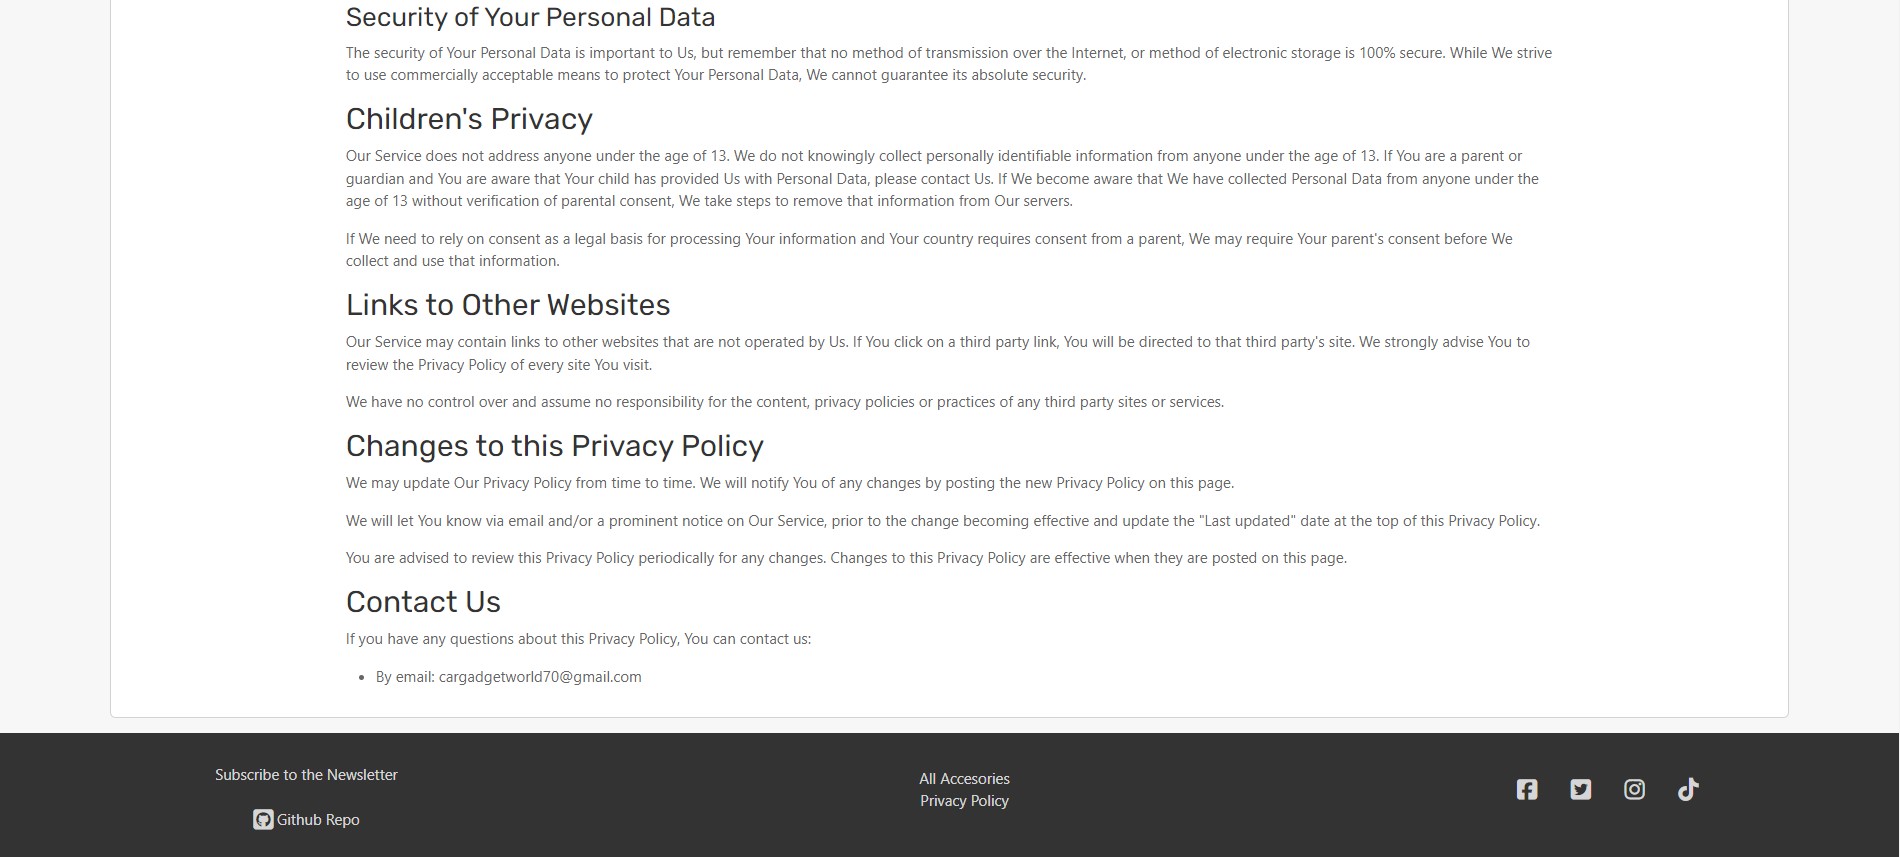 Security of Your Personal Data
The security of Your Personal Data is important to Us, but remember that no method of transmission over the Internet, or method of electronic storage is 100% secure. While We strive
to use commercially acceptable means to protect Your Personal Data, We cannot guarantee its absolute security.
Children's Privacy
Our Service does not address anyone under the age of 13. We do not knowingly collect personally identifiable information from anyone under the age of 13. If You are a parent or
guardian and You are aware that Your child has provided Us with Personal Data, please contact Us. If We become aware that We have collected Personal Data from anyone under the
age of 13 without verification of parental consent, We take steps to remove that information from Our servers.
If We need to rely on consent as a legal basis for processing Your information and Your country requires consent from a parent, We may require Your parent's consent before We
collect and use that information.
Links to Other Websites
Our Service may contain links to other websites that are not operated by Us. If You click on a third party link, You will be directed to that third party's site. We strongly advise You to
review the Privacy Policy of every site You visit.
We have no control over and assume no responsibility for the content, privacy policies or practices of any third party sites or services.
Changes to this Privacy Policy
We may update Our Privacy Policy from time to time. We will notify You of any changes by posting the new Privacy Policy on this page.
We will let You know via email and/or a prominent notice on Our Service, prior to the change becoming effective and update the "Last updated" date at the top of this Privacy Policy.
You are advised to review this Privacy Policy periodically for any changes. Changes to this Privacy Policy are effective when they are posted on this page.
Contact Us
If you have any questions about this Privacy Policy, You can contact us:
• By email: cargadgetworld70@gmail.com
Subscribe to the Newsletter
Github Repo
All Accesories
Privacy Policy